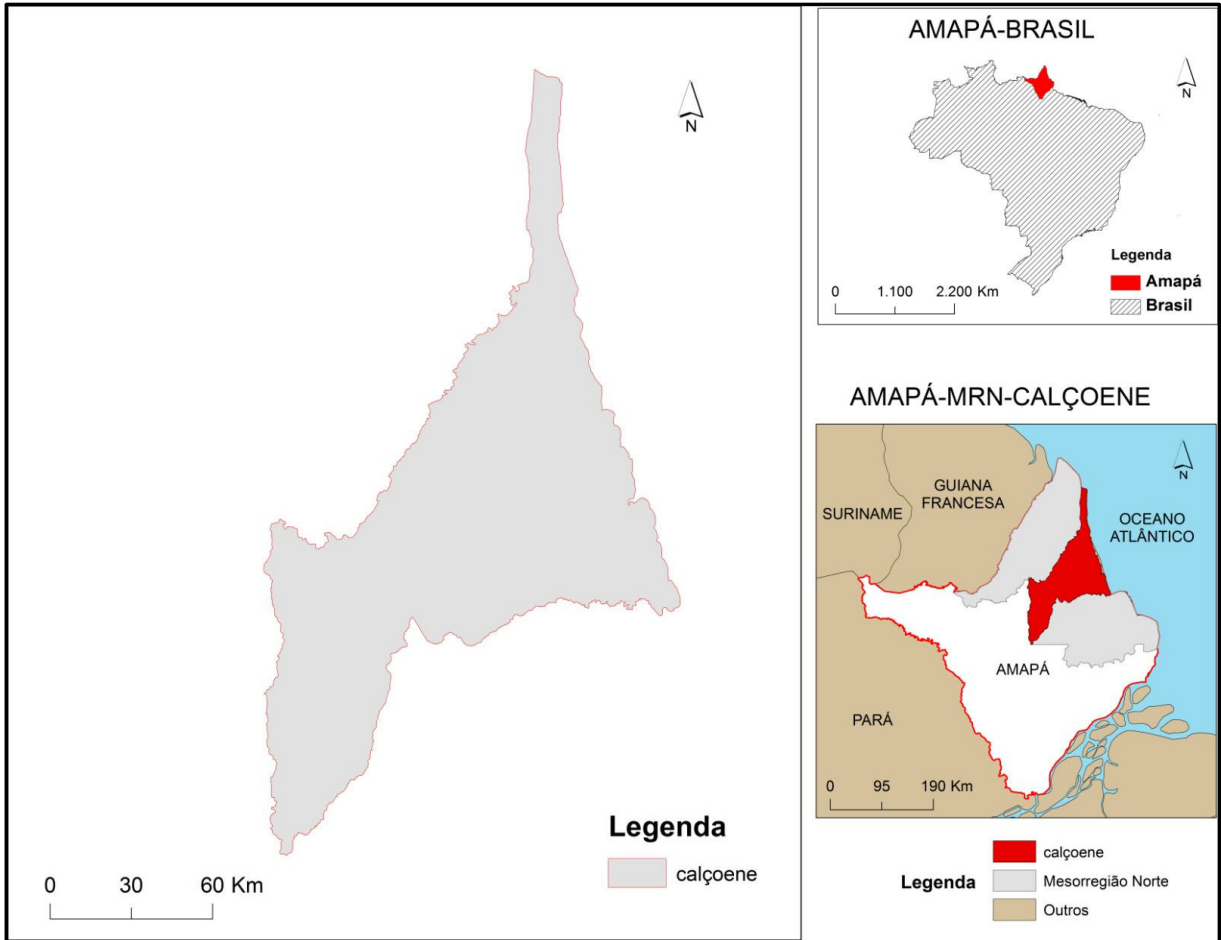 N
Legenda
calçoene
0 30 60 Km
AMAPÁ-BRASIL
N
Legenda
Amapá
Brasil
0 1.100 2.200 Km
AMAPÁ-MRN-CALÇOENE
N
GUIANA
FRANCESA
SURINAME
OCEANO
ATLÂNTICO
AMAPÁ
PARÁ
0 95 190 Km
Legenda
calçoene
Mesorregião Norte
Outros